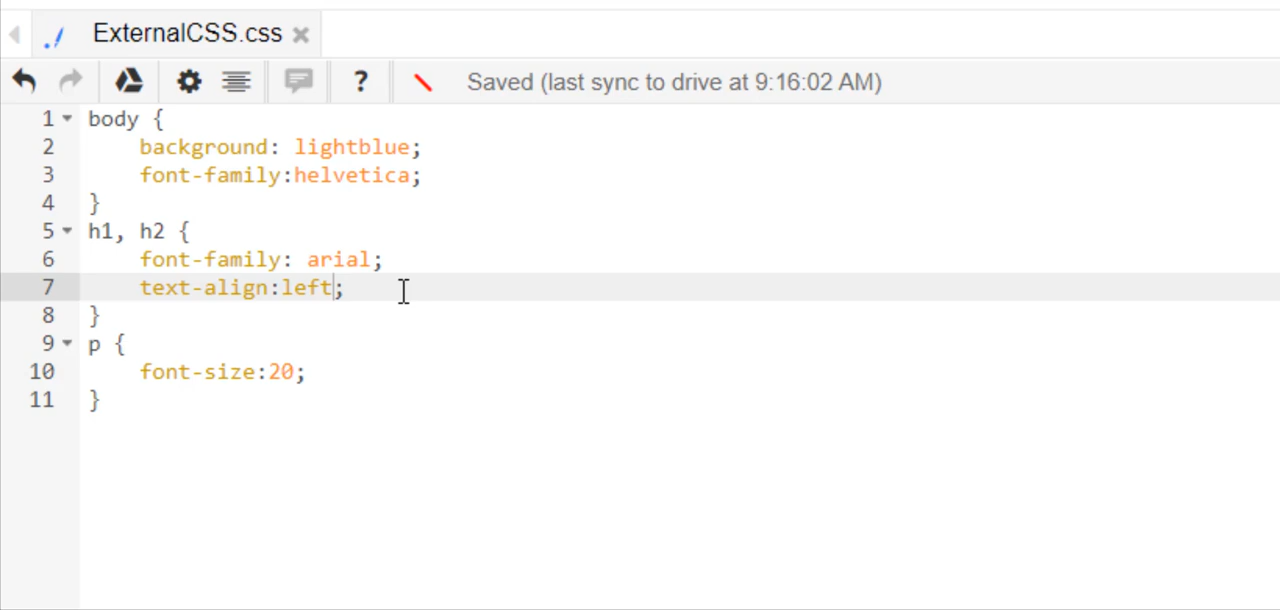 ExternalCSS.css
? Saved (last sync to drive at 9:16:02 AM)
1 body {
2 background: lightblue;
3 font-family:helvetica;
4 }
5 h1, h2 {
6 font-family: arial;
7 text-align:left;
8 }
9 p {
10 font-size:20;
11 }